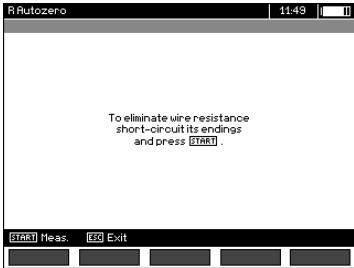 R Autozero 11:49
To eliminate wire resistance
short-circuit its endings
and press START .
START Meas. ESC Exit